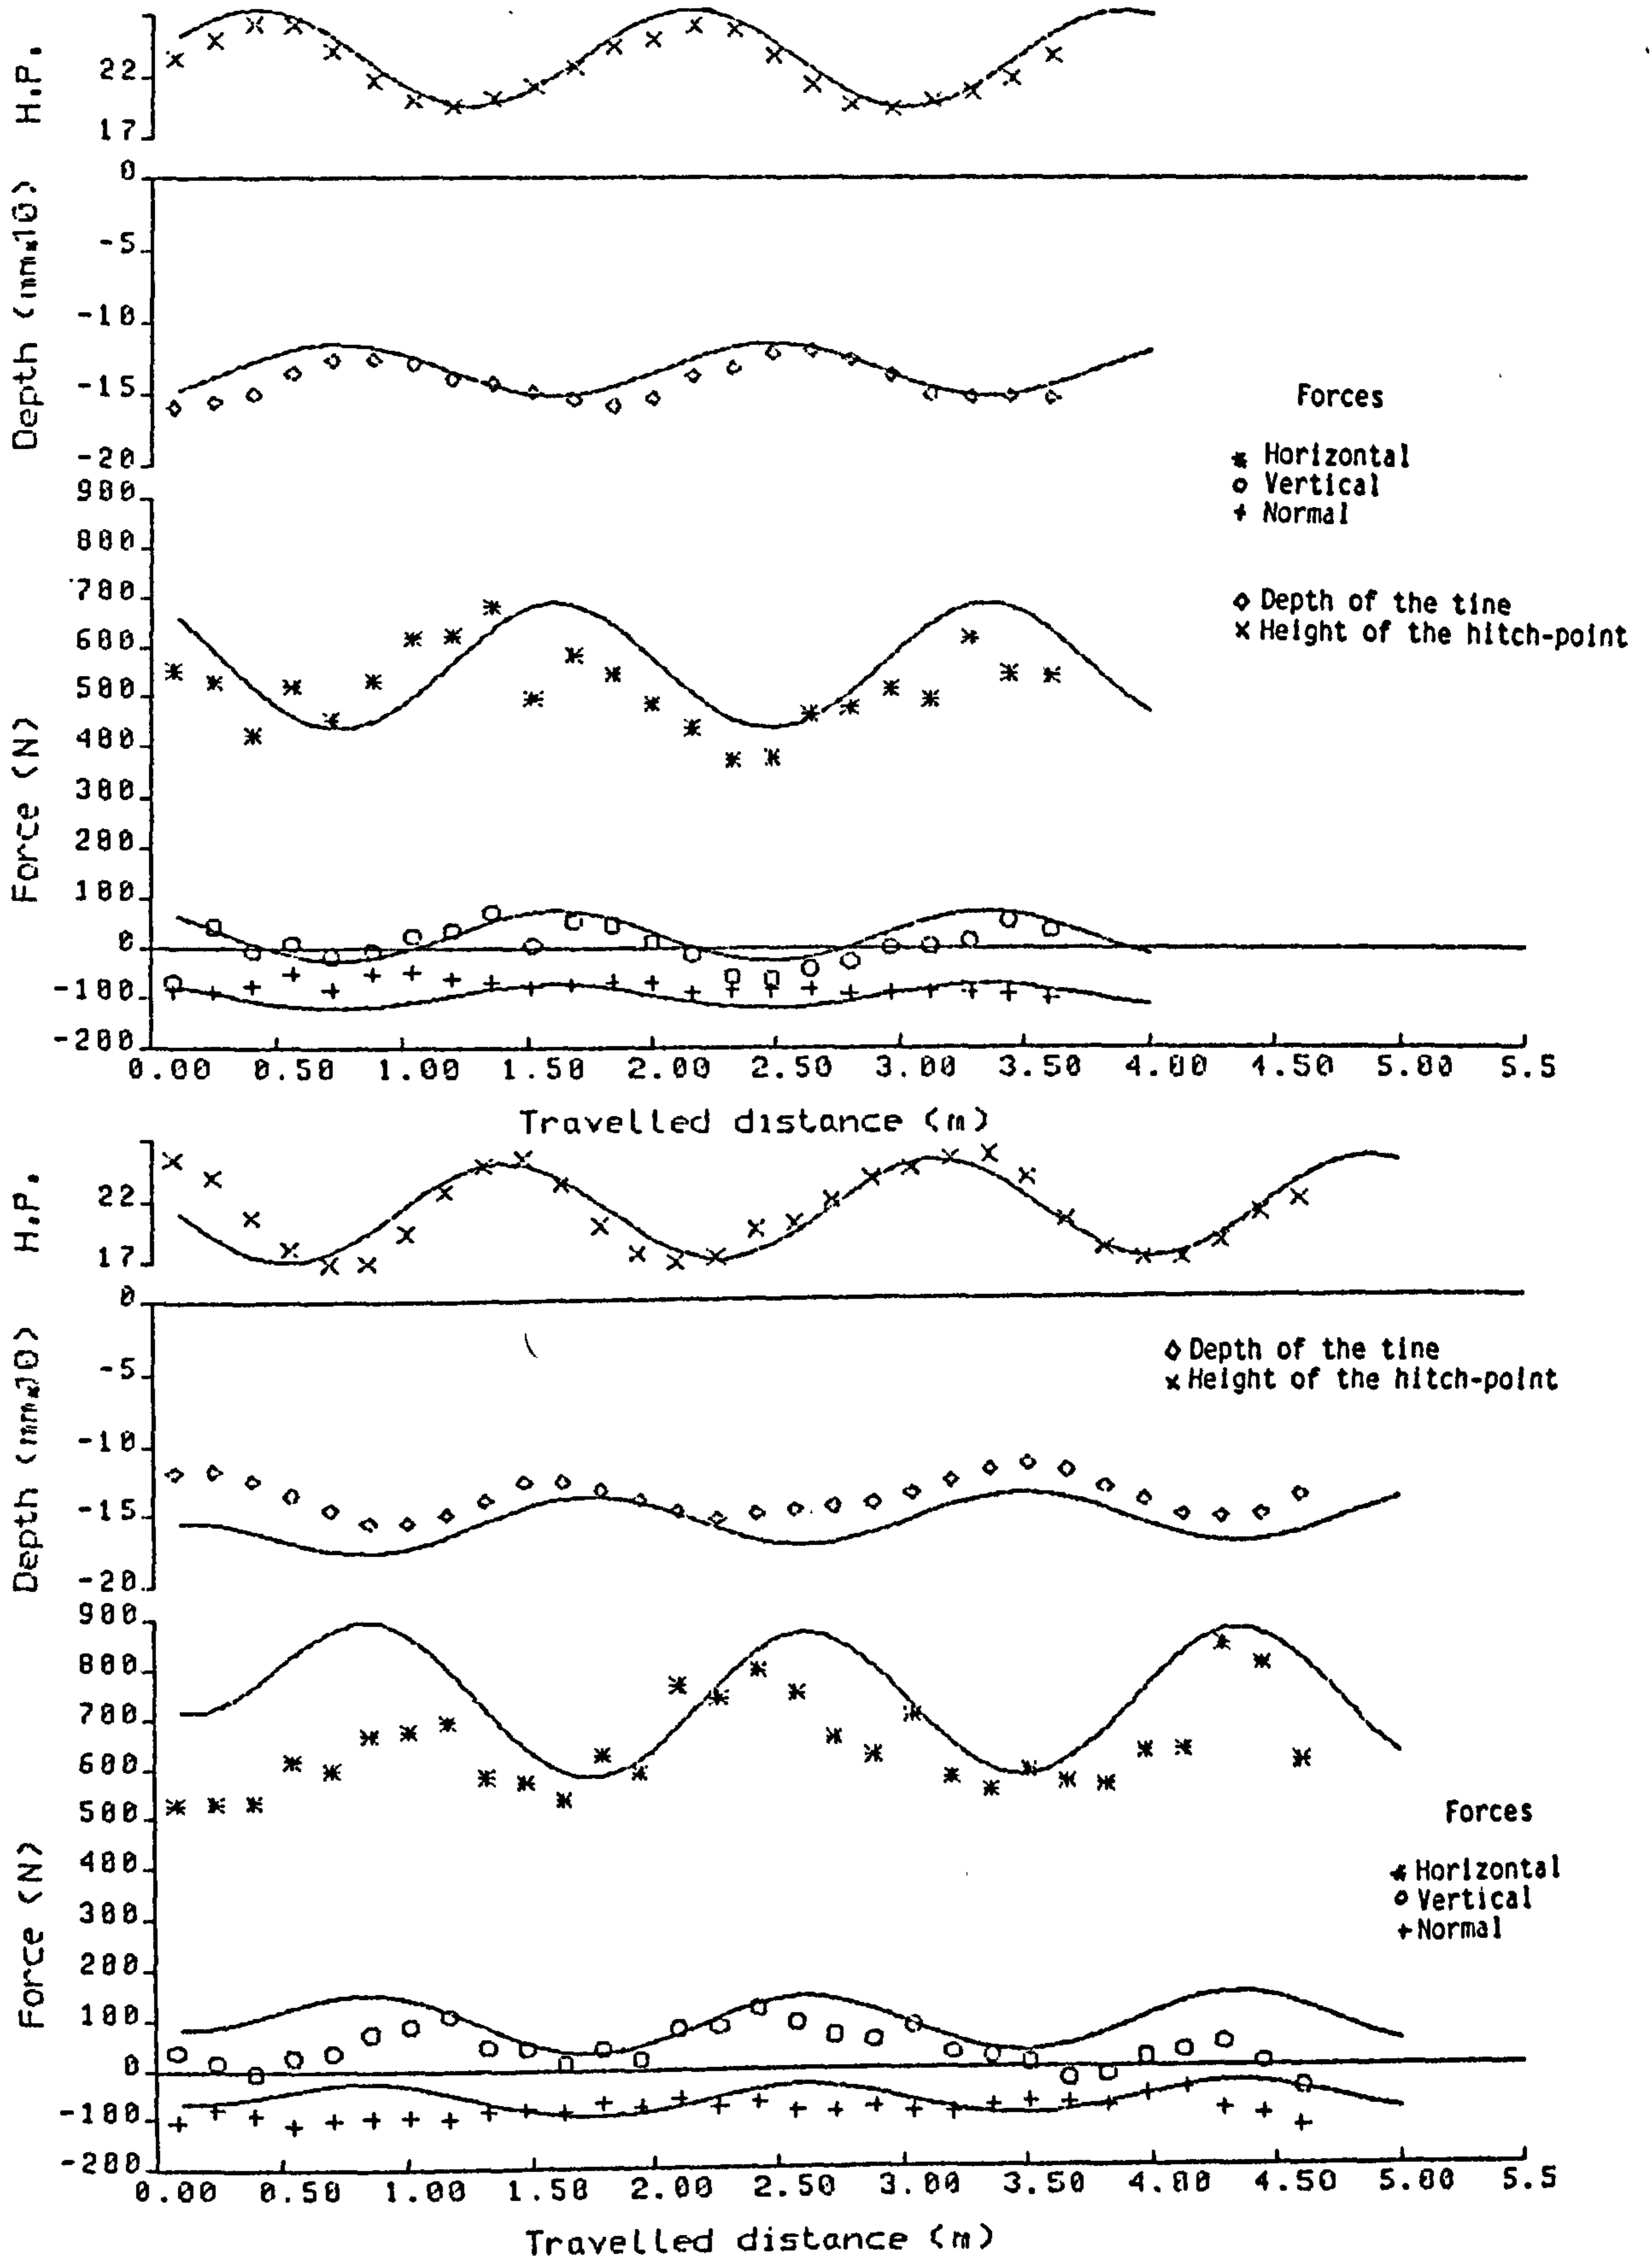 H.P.
22
17
Depth (mm*10)
0
-5
-10
-15
-20
Forces
* Horizontal
o Vertical
+ Normal
◇ Depth of the tine
x Height of the hitch-point
Force (N)
900
800
700
600
500
400
300
200
100
0
-100
-200
0.00 0.50 1.00 1.50 2.00 2.50 3.00 3.50 4.00 4.50 5.00 5.5
Travelled distance (m)
H.P.
22
17
Depth (mm*10)
0
-5
-10
-15
-20
◇ Depth of the tine
x Height of the hitch-point
Force (N)
900
800
700
600
500
400
300
200
100
0
-100
-200
Forces
* Horizontal
o Vertical
+ Normal
0.00 0.50 1.00 1.50 2.00 2.50 3.00 3.50 4.00 4.50 5.00 5.5
Travelled distance (m)